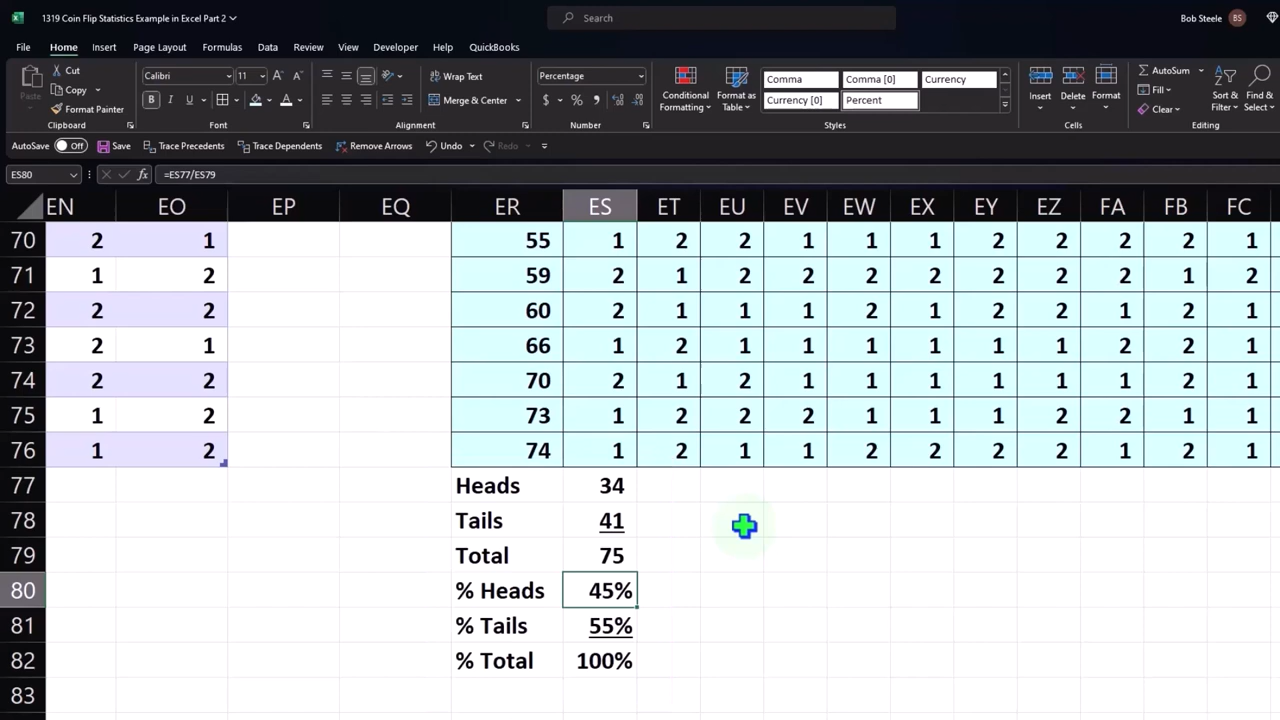 1319 Coin Flip Statistics Example in Excel Part 2
Search
Bob Steele BS
File Home Insert Page Layout Formulas Data Review View Developer Help QuickBooks
Paste
Cut
Copy
Format Painter
Clipboard
Calibri 11
B I U A
Font
Wrap Text
Merge & Center
Alignment
Percentage
$ % ,
Number
Conditional Formatting
Format as Table
Comma Comma [0] Currency
Currency [0] Percent
Styles
Insert Delete Format
Cells
AutoSum
Fill
Clear
Sort & Filter
Find & Select
Editing
AutoSave Off Save Trace Precedents Trace Dependents Remove Arrows Undo Redo
ES80 fx =ES77/ES79
EN EO EP EQ ER ES ET EU EV EW EX EY EZ FA FB FC
70 2 1 55 1 2 2 1 1 1 2 2 2 2 1
71 1 2 59 2 1 2 2 2 2 2 2 2 1 2
72 2 2 60 2 1 1 1 2 1 2 2 1 2 1
73 2 1 66 1 2 1 1 1 1 1 1 2 2 1
74 2 2 70 2 1 2 1 1 1 1 1 1 2 1
75 1 2 73 1 2 2 2 1 1 1 2 2 1 1
76 1 2 74 1 2 1 1 2 2 2 2 1 2 1
77 Heads 34
78 Tails 41
79 Total 75
80 % Heads 45%
81 % Tails 55%
82 % Total 100%
83